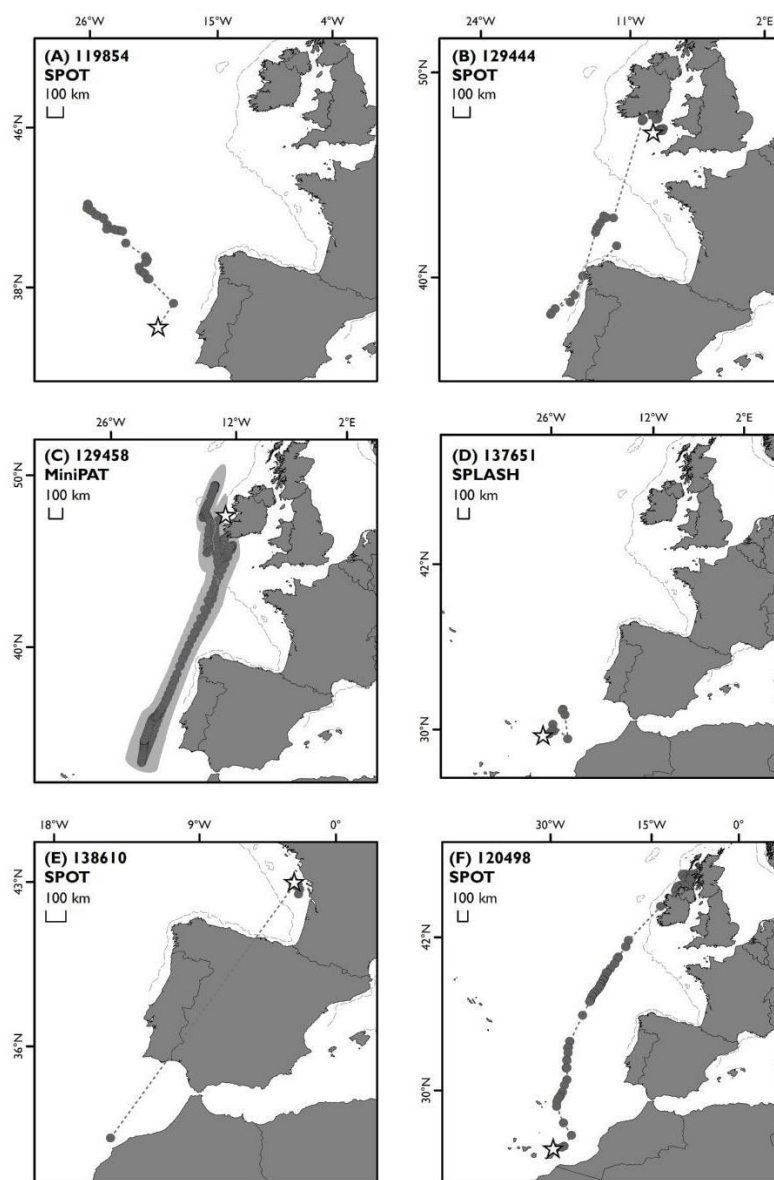 26°W 15°W 4°W
(A) 119854
SPOT
100 km
46°N
38°N
24°W 11°W 2°E
(B) 129444
SPOT
100 km
50°N
40°N
26°W 12°W 2°E
(C) 129458
MiniPAT
100 km
50°N
40°N
26°W 12°W 2°E
(D) 137651
SPLASH
100 km
42°N
30°N
18°W 9°W 0°
(E) 138610
SPOT
100 km
43°N
36°N
30°W 15°W 0°
(F) 120498
SPOT
100 km
42°N
30°N